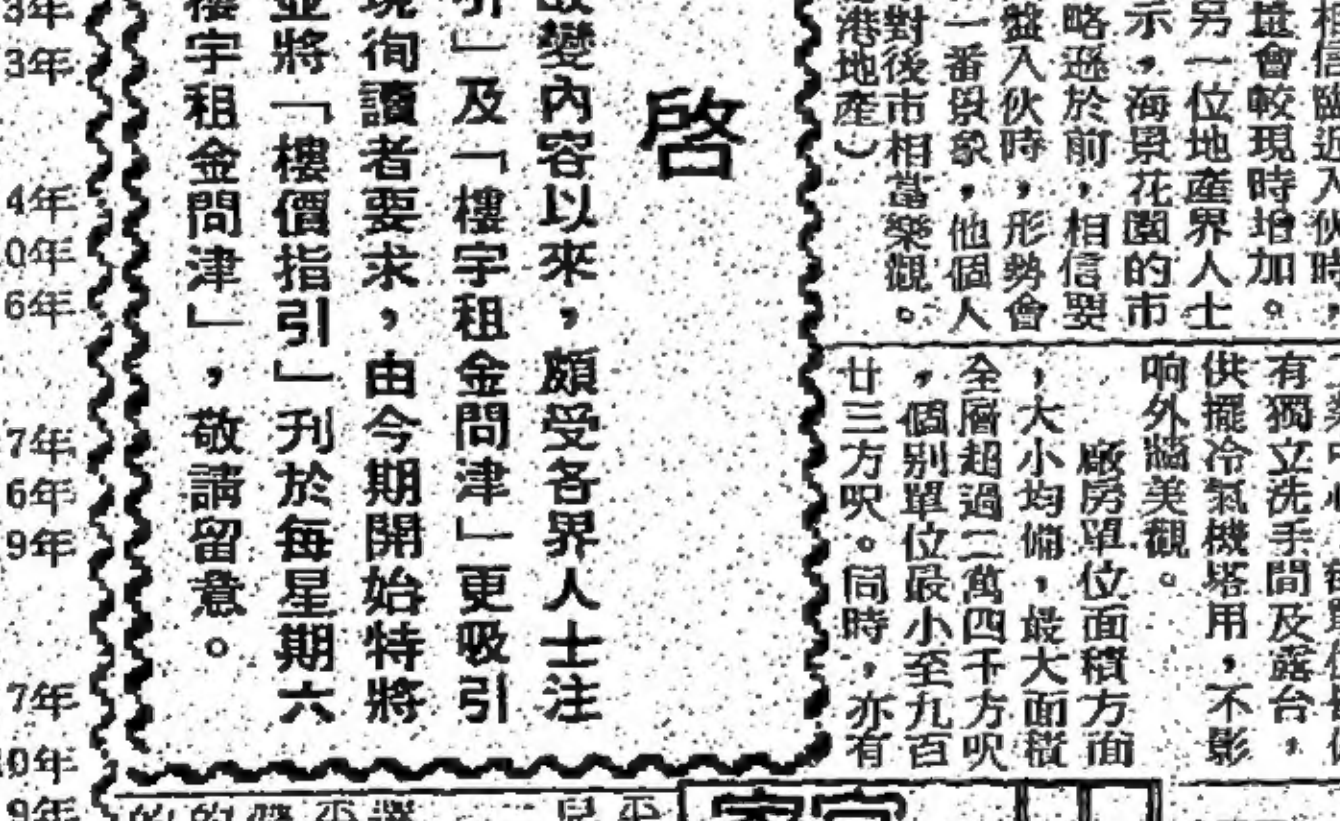 啓
變內容以來，頗受各界人士注
引」及「樓宇租金問津」更吸引
現徇讀者要求，由今期開始特將
並將「樓價指引」刊於每星期六
樓宇租金問津」，敬請留意。
量會較現時增加。
另一位地產界人士
示，海景花園的市
略遜於前，相信要
盤入伙時，形勢會
一番景象，他個人
對後市相當樂觀。
港地產）
有獨立洗手間及露台，
供擺冷氣機塔用，不影
响外牆美觀。
廠房單位面積方面
，大小均備，最大面積
全層超過二萬四千方呎
，個别單位最小至九百
廿三方呎。同時，亦有
3年
4年
0年
6年
7年
6年
9年
7年
10年
9年